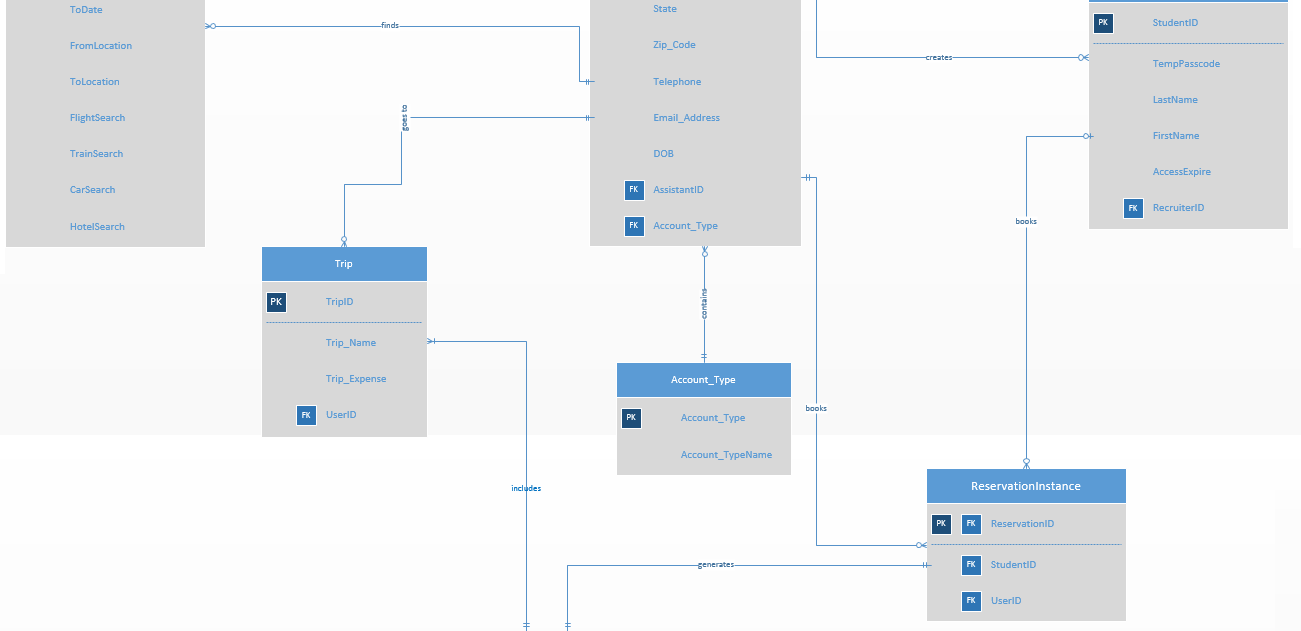 ToDate
FromLocation
ToLocation
FlightSearch
TrainSearch
CarSearch
HotelSearch
finds
goes to
State
Zip_Code
Telephone
Email_Address
DOB
FK AssistantID
FK Account_Type
creates
PK StudentID
TempPasscode
LastName
FirstName
AccessExpire
FK RecruiterID
books
Trip
PK TripID
Trip_Name
Trip_Expense
FK UserID
contains
Account_Type
PK Account_Type
Account_TypeName
books
includes
generates
ReservationInstance
PK FK ReservationID
FK StudentID
FK UserID